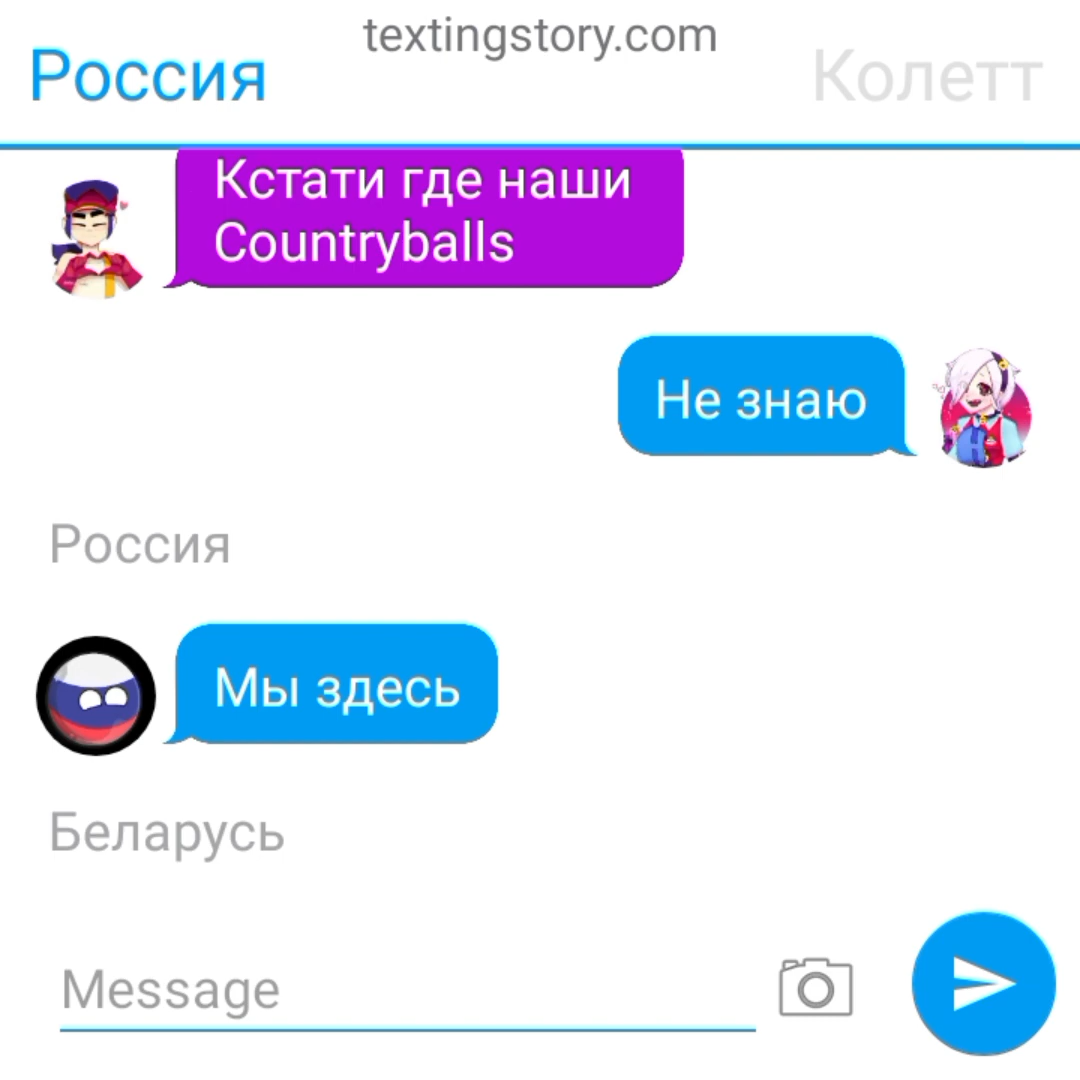 textingstory.com
Россия
Колетт
Кстати где наши
Countryballs
Не знаю
Россия
Мы здесь
Беларусь
Message